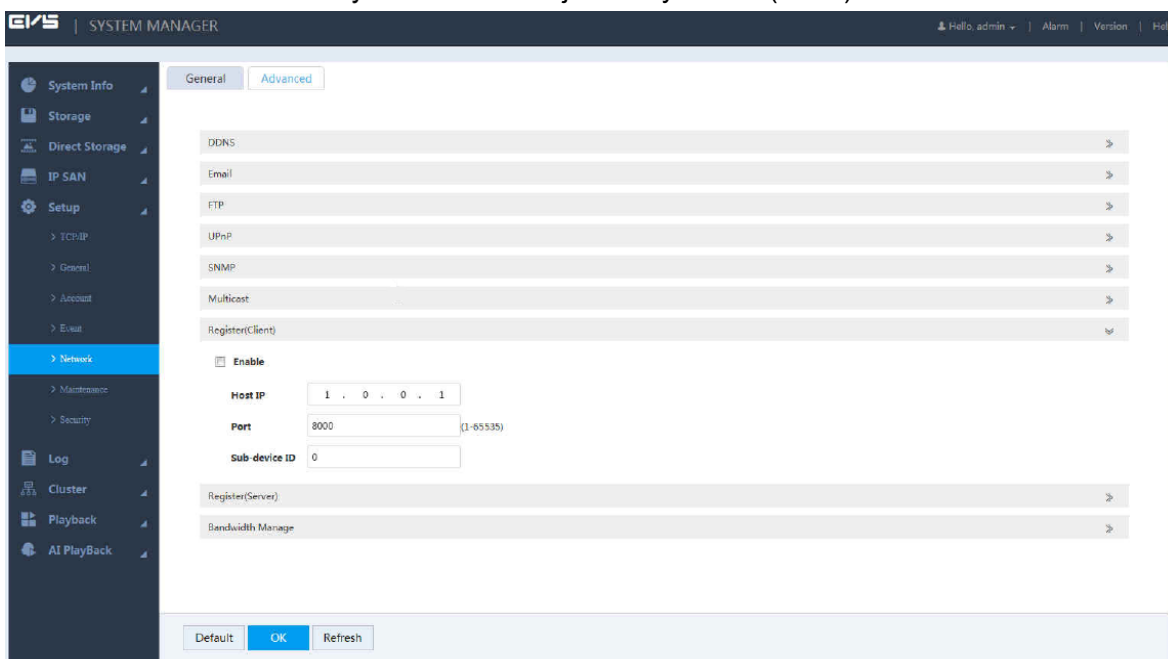 EVS | SYSTEM MANAGER Hello, admin | Alarm | Version |
General Advanced
System Info
Storage
Direct Storage
IP SAN
Setup
> TCP/IP
> General
> Account
> Event
> Network
> Maintenance
> Security
Log
Cluster
Playback
AI PlayBack
DDNS
Email
FTP
UPnP
SNMP
Multicast
Register(Client)
Enable
Host IP 1 . 0 . 0 . 1
Port 8000 (1-65535)
Sub-device ID 0
Register(Server)
Bandwidth Manage
Default OK Refresh